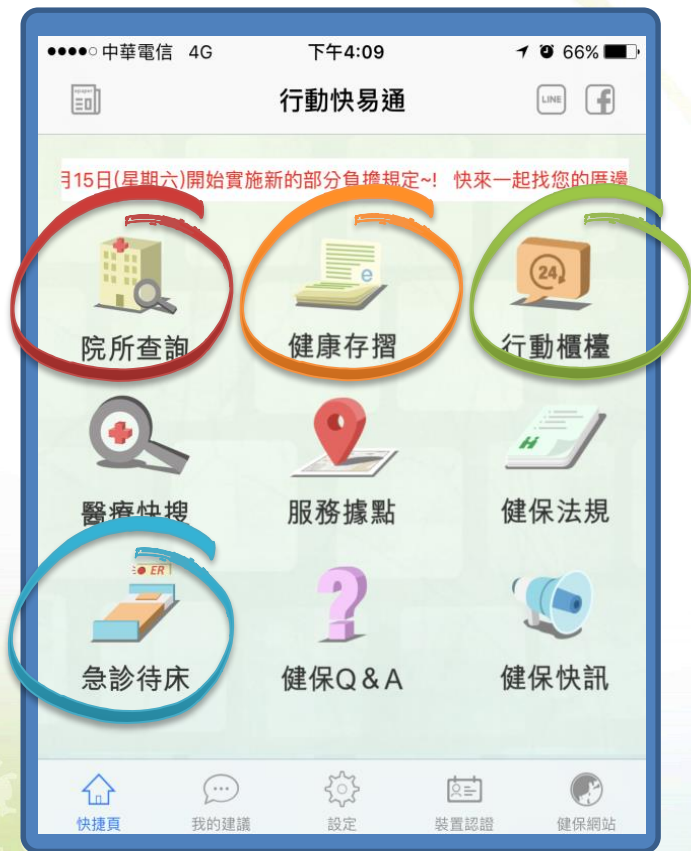 中華電信 4G 下午4:09 66%
行動快易通 LINE f
月15日(星期六)開始實施新的部分負擔規定~! 快來一起找您的厝邊
e 24
院所查詢 健康存摺 行動櫃檯
醫療快搜 服務據點 健保法規
ER
急診待床 健保Q&A 健保快訊
快捷頁 我的建議 設定 裝置認證 健保網站